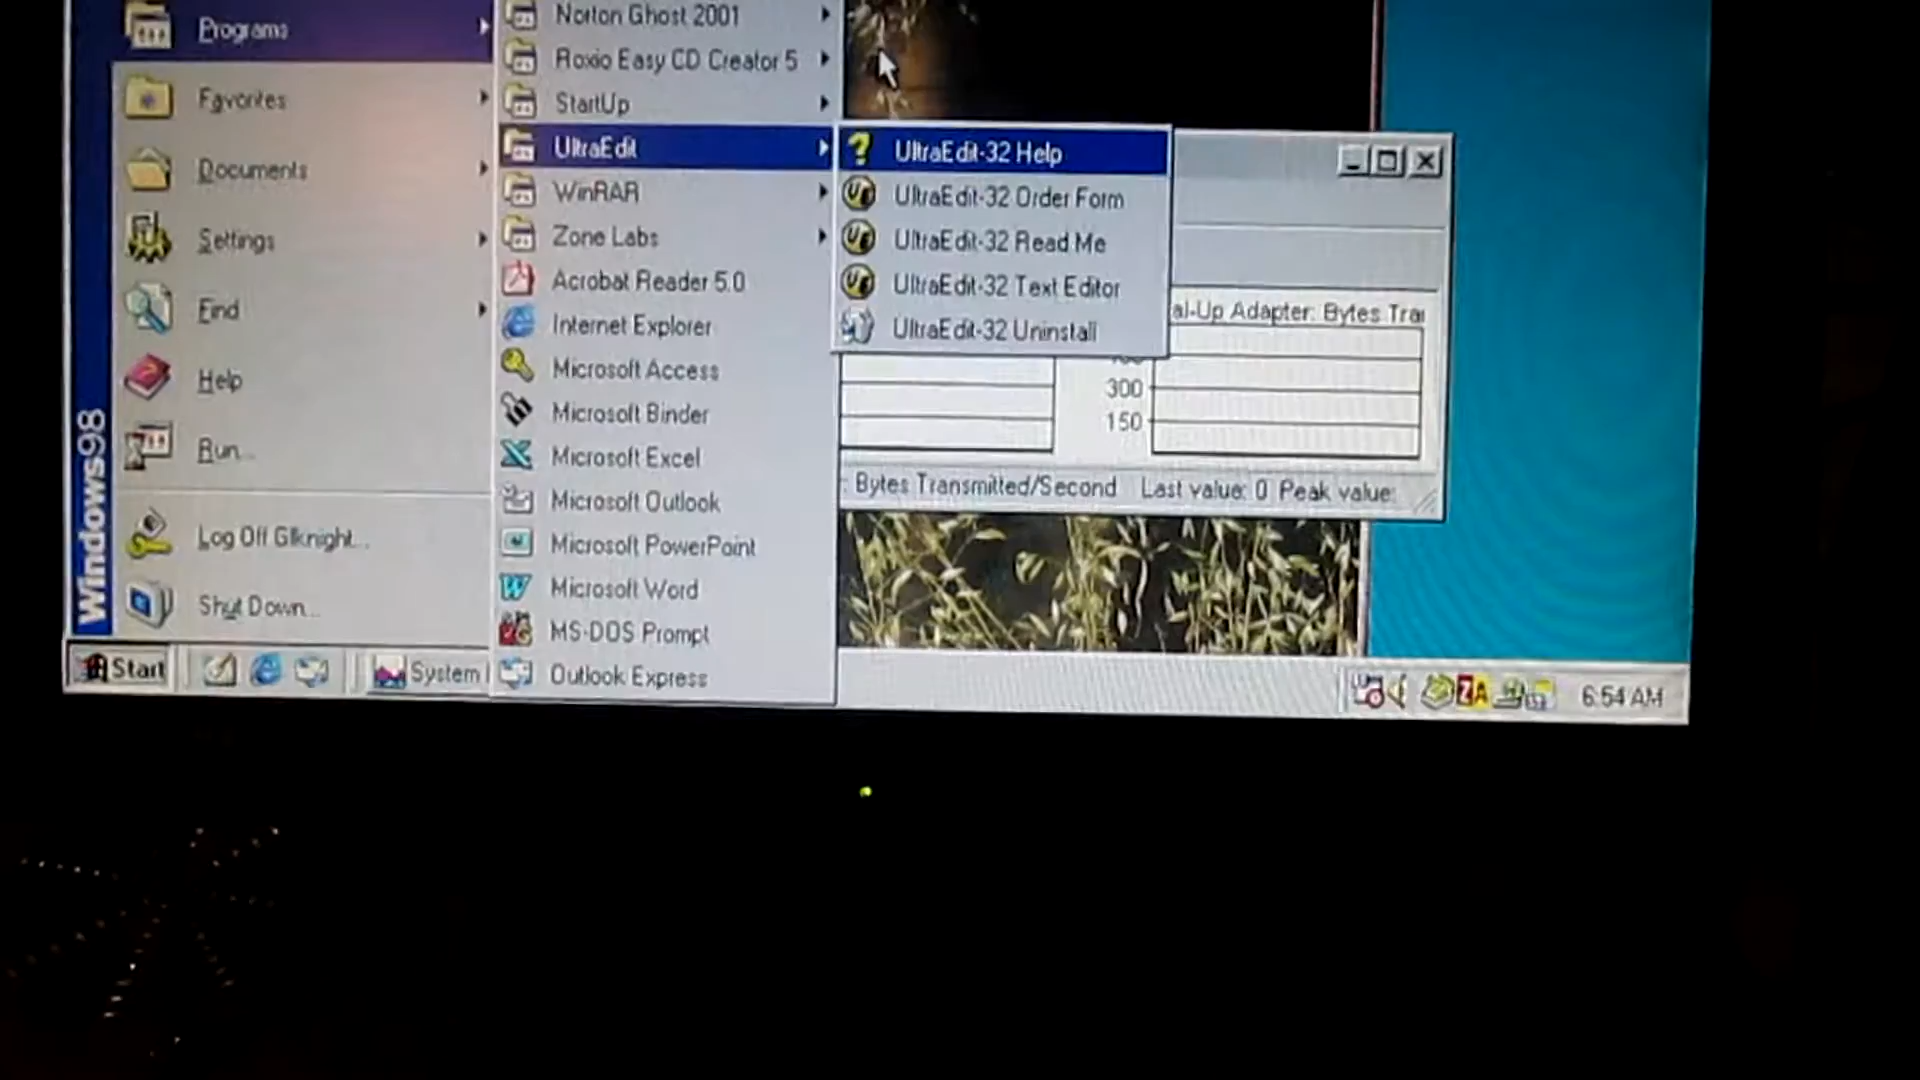 Programs
Favorites
Documents
Settings
Find
Help
Run...
Log Off Glknight...
Shut Down...
Windows98
Norton Ghost 2001
Roxio Easy CD Creator 5
StartUp
UltraEdit
WinRAR
Zone Labs
Acrobat Reader 5.0
Internet Explorer
Microsoft Access
Microsoft Binder
Microsoft Excel
Microsoft Outlook
Microsoft PowerPoint
Microsoft Word
MS-DOS Prompt
Outlook Express
UltraEdit-32 Help
UltraEdit-32 Order Form
UltraEdit-32 Read Me
UltraEdit-32 Text Editor
UltraEdit-32 Uninstall
al-Up Adapter: Bytes Tra
300
150
: Bytes Transmitted/Second Last value: 0 Peak value:
Start
System
ZA
6:54 AM